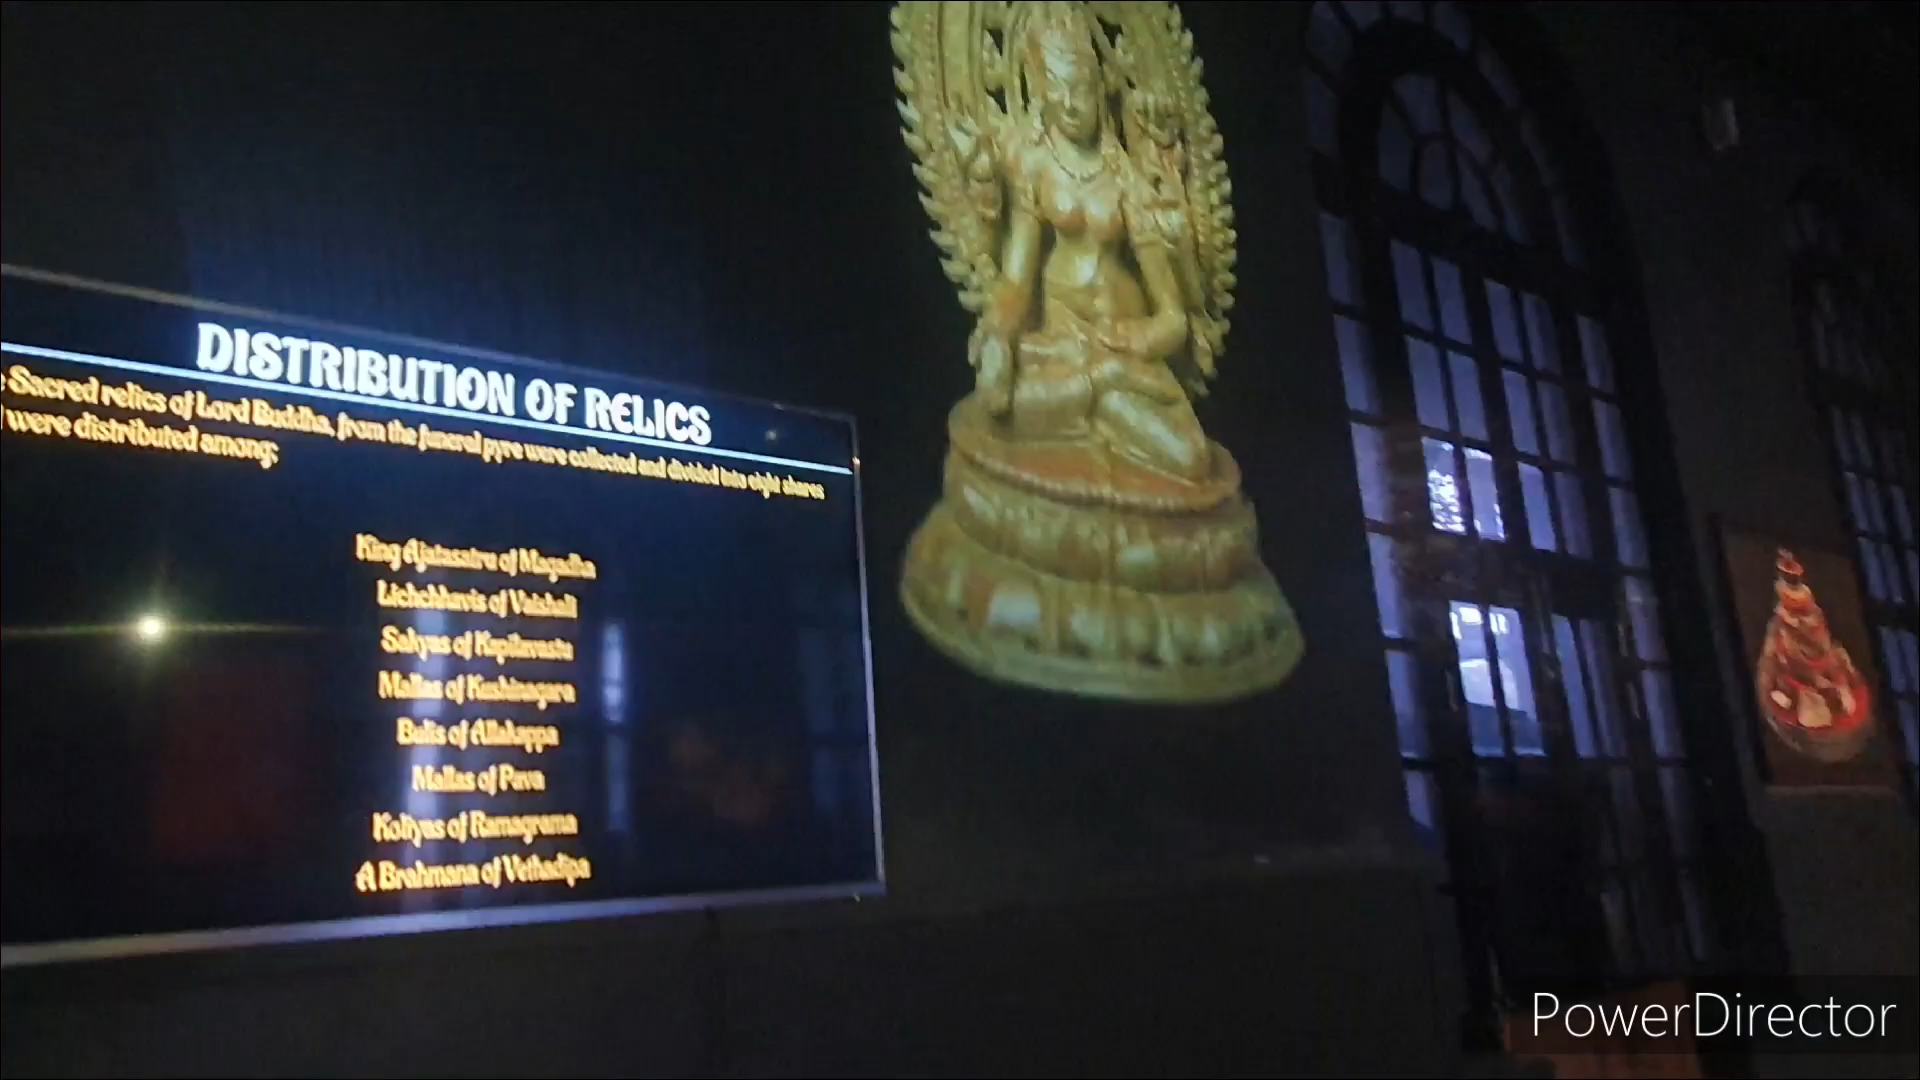 DISTRIBUTION OF RELICS
Sacred relics of Lord Buddha, from the funeral pyre were collected and divided into eight shares
were distributed among;
King Ajatasatru of Magadha
Lichchhavis of Vaishali
Sakyas of Kapilavastu
Mallas of Kushinagara
Bulis of Allakappa
Mallas of Pava
Koliyas of Ramagrama
A Brahmana of Vethadipa
PowerDirector